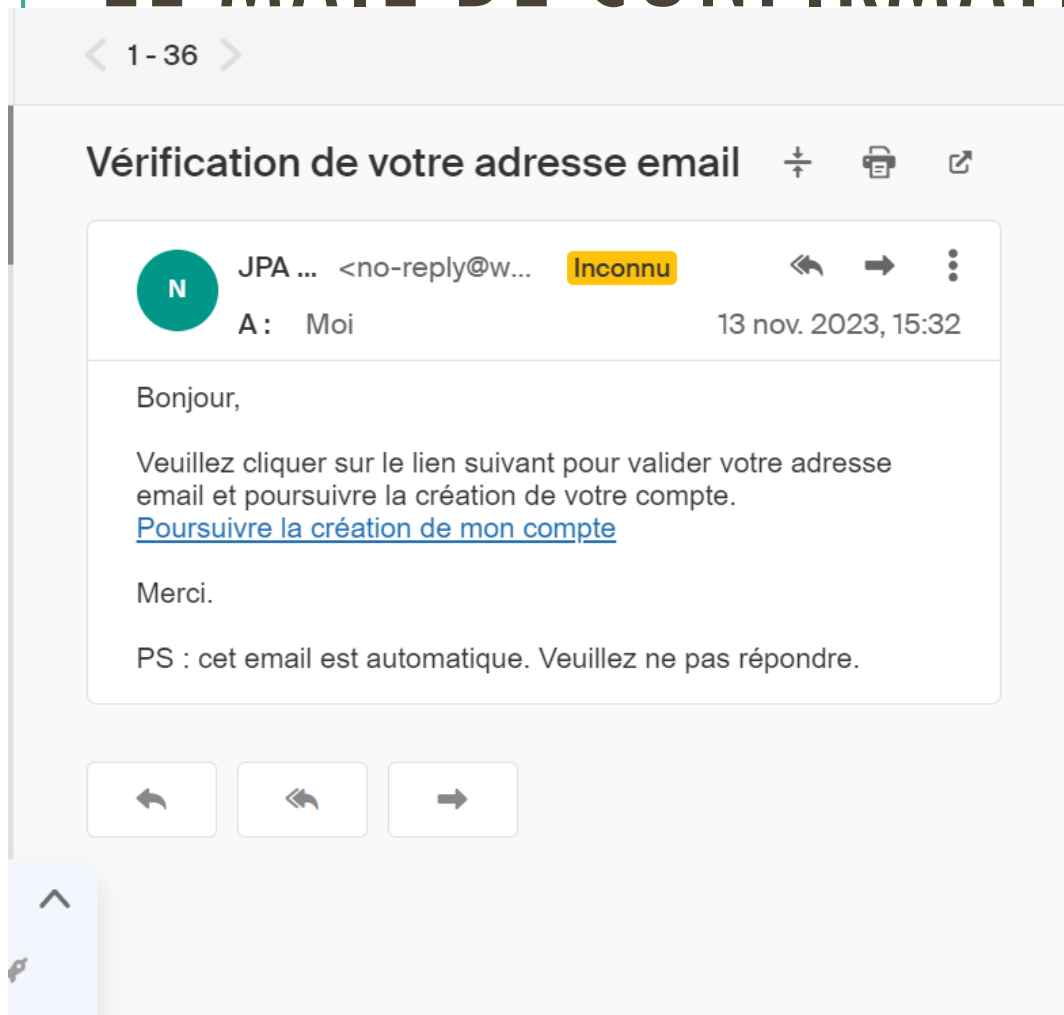 1 - 36
Vérification de votre adresse email
N
JPA ... <no-reply@w... Inconnu
A : Moi
13 nov. 2023, 15:32
Bonjour,
Veuillez cliquer sur le lien suivant pour valider votre adresse
email et poursuivre la création de votre compte.
Poursuivre la création de mon compte
Merci.
PS : cet email est automatique. Veuillez ne pas répondre.